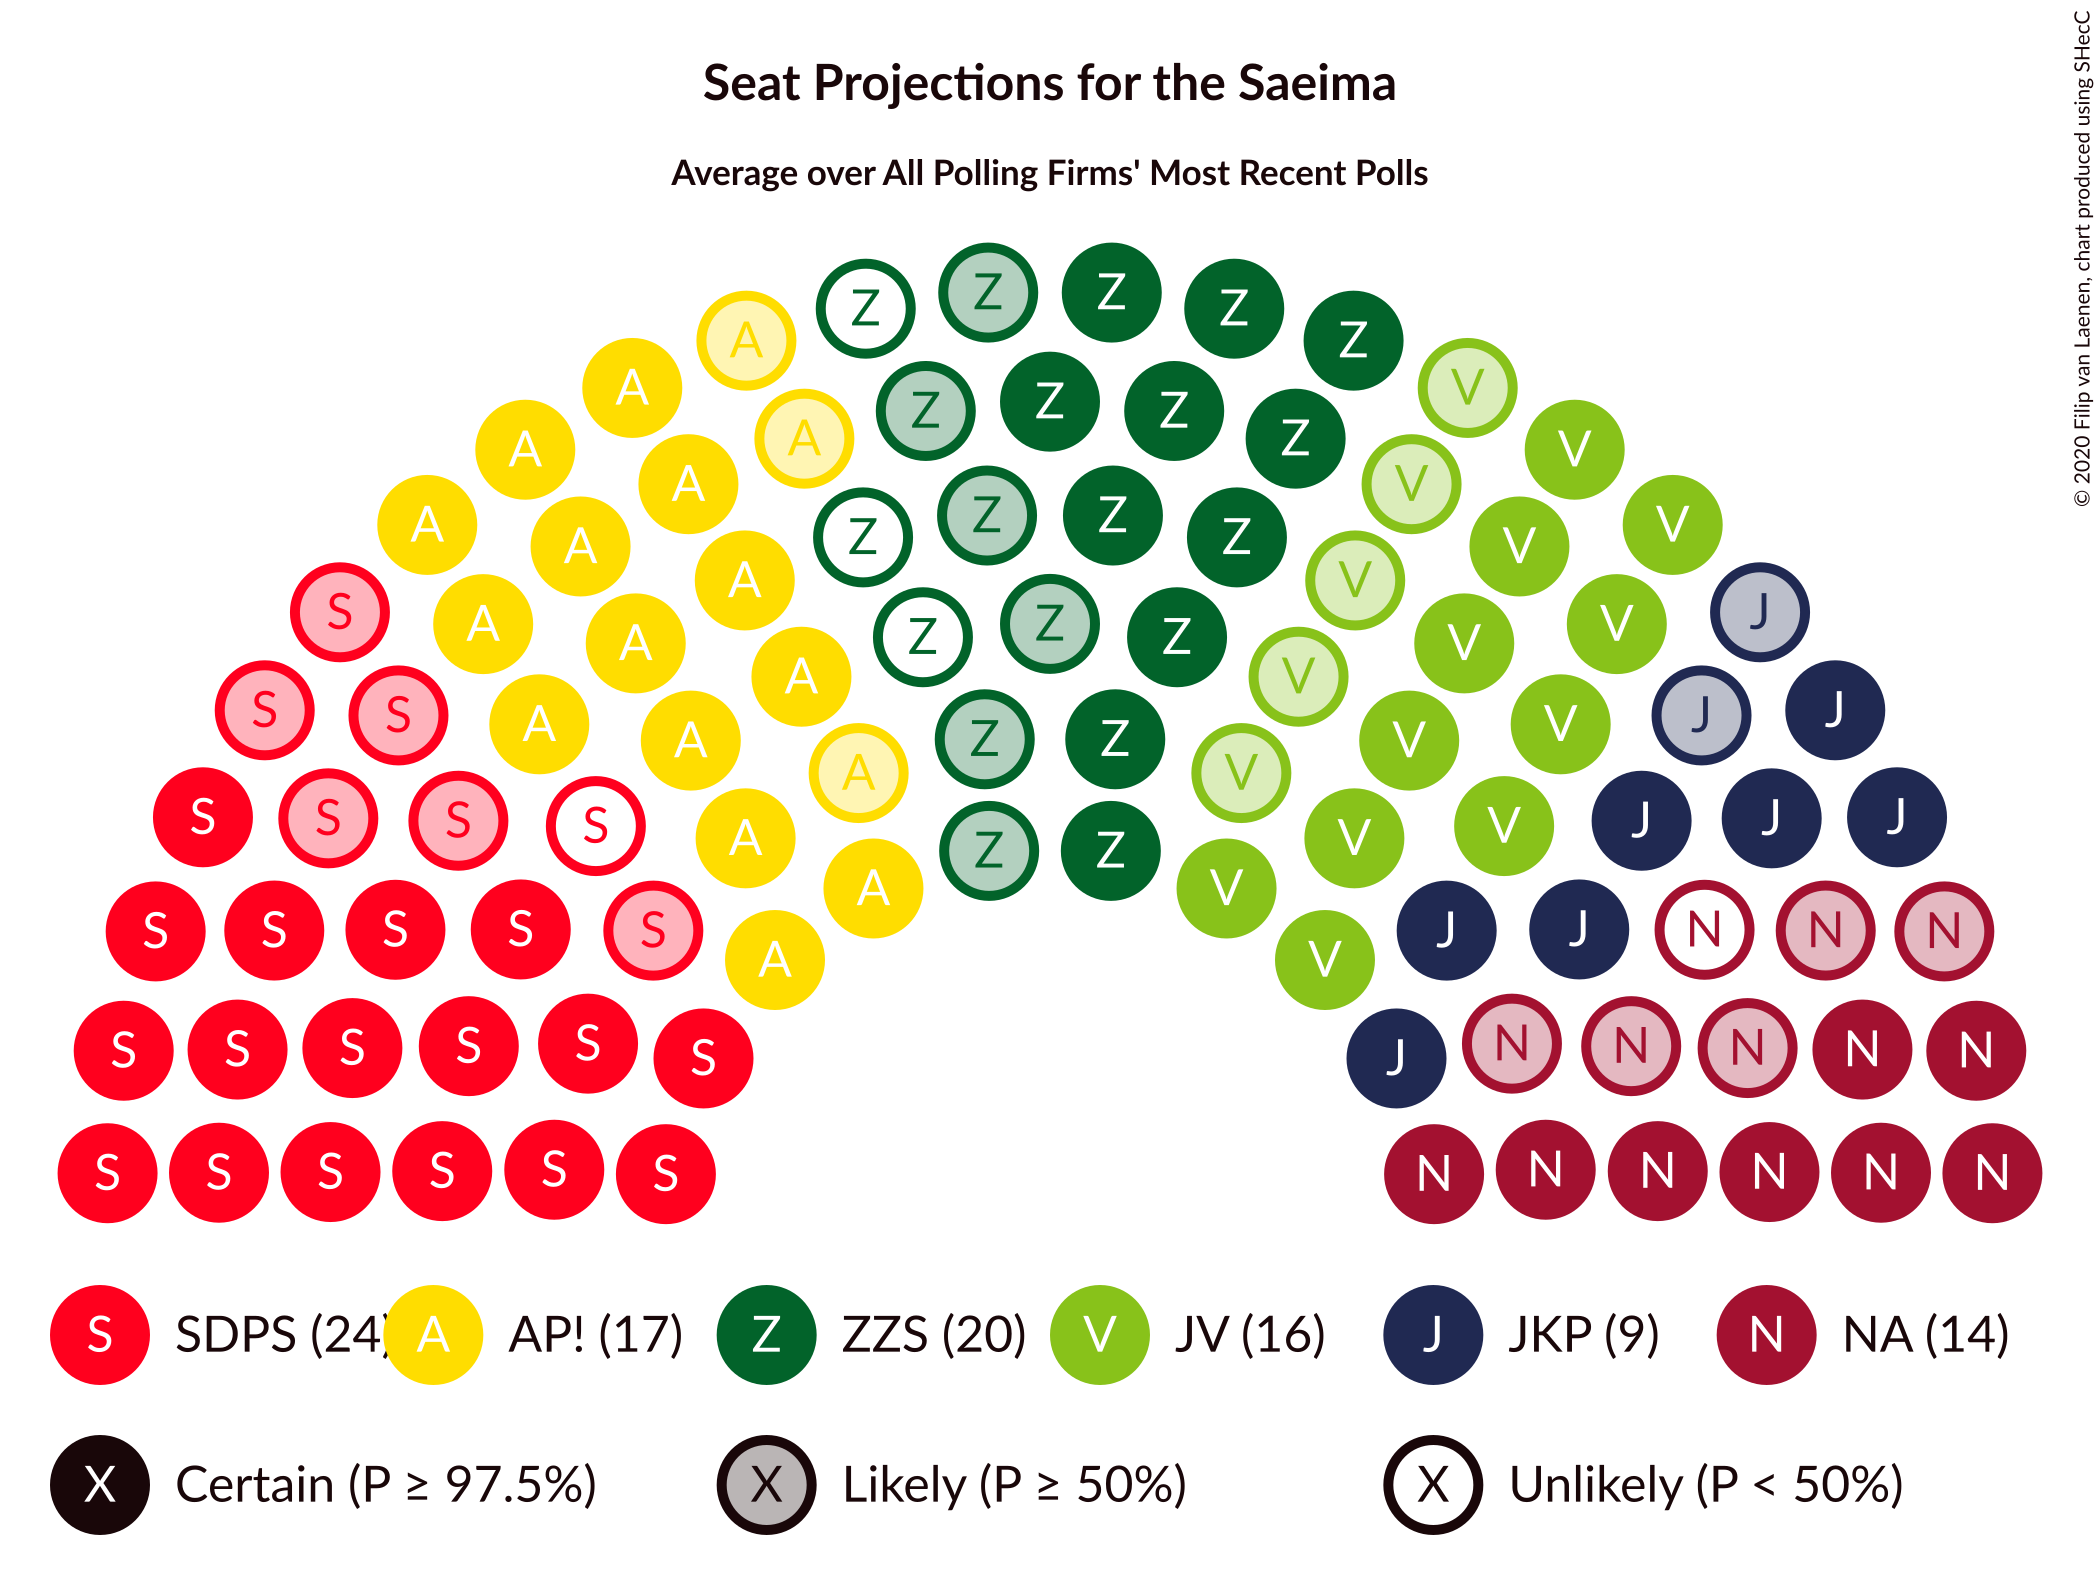 Seat Projections for the Saeima
Average over All Polling Firms' Most Recent Polls
© 2020 Filip van Laenen, chart produced using SHecC
Z Z Z Z Z
A Z Z Z Z A
A V
A A Z Z Z Z V V
A A A Z Z Z V V V
S A A A V V V J
S S A A Z Z V V J J
S S S S A A V V V J J J
A Z Z V
S S S S S A V J J N N N
S S S S S S J N N N N N
S S S S S S N N N N N N
S SDPS (24) A AP! (17) Z ZZS (20) V JV (16) J JKP (9) N NA (14)
X Certain (P ≥ 97.5%) X Likely (P ≥ 50%) X Unlikely (P < 50%)